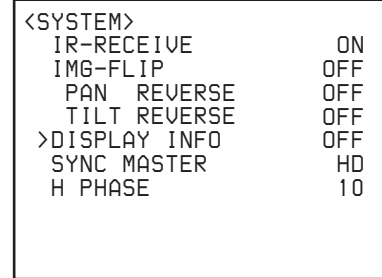 <SYSTEM>
IR-RECEIVE ON
IMG-FLIP OFF
PAN REVERSE OFF
TILT REVERSE OFF
>DISPLAY INFO OFF
SYNC MASTER HD
H PHASE 10